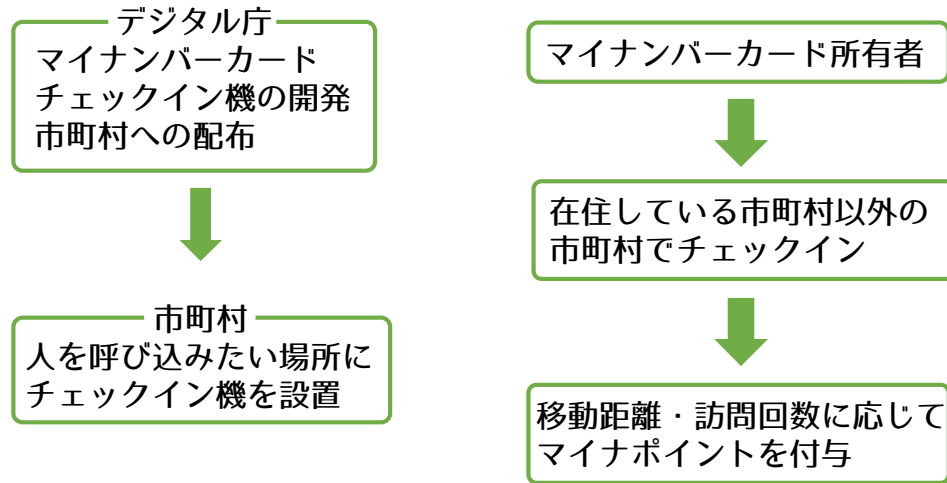 デジタル庁
マイナンバーカード
チェックイン機の開発
市町村への配布
市町村
人を呼び込みたい場所に
チェックイン機を設置
マイナンバーカード所有者
在住している市町村以外の
市町村でチェックイン
移動距離・訪問回数に応じて
マイナポイントを付与